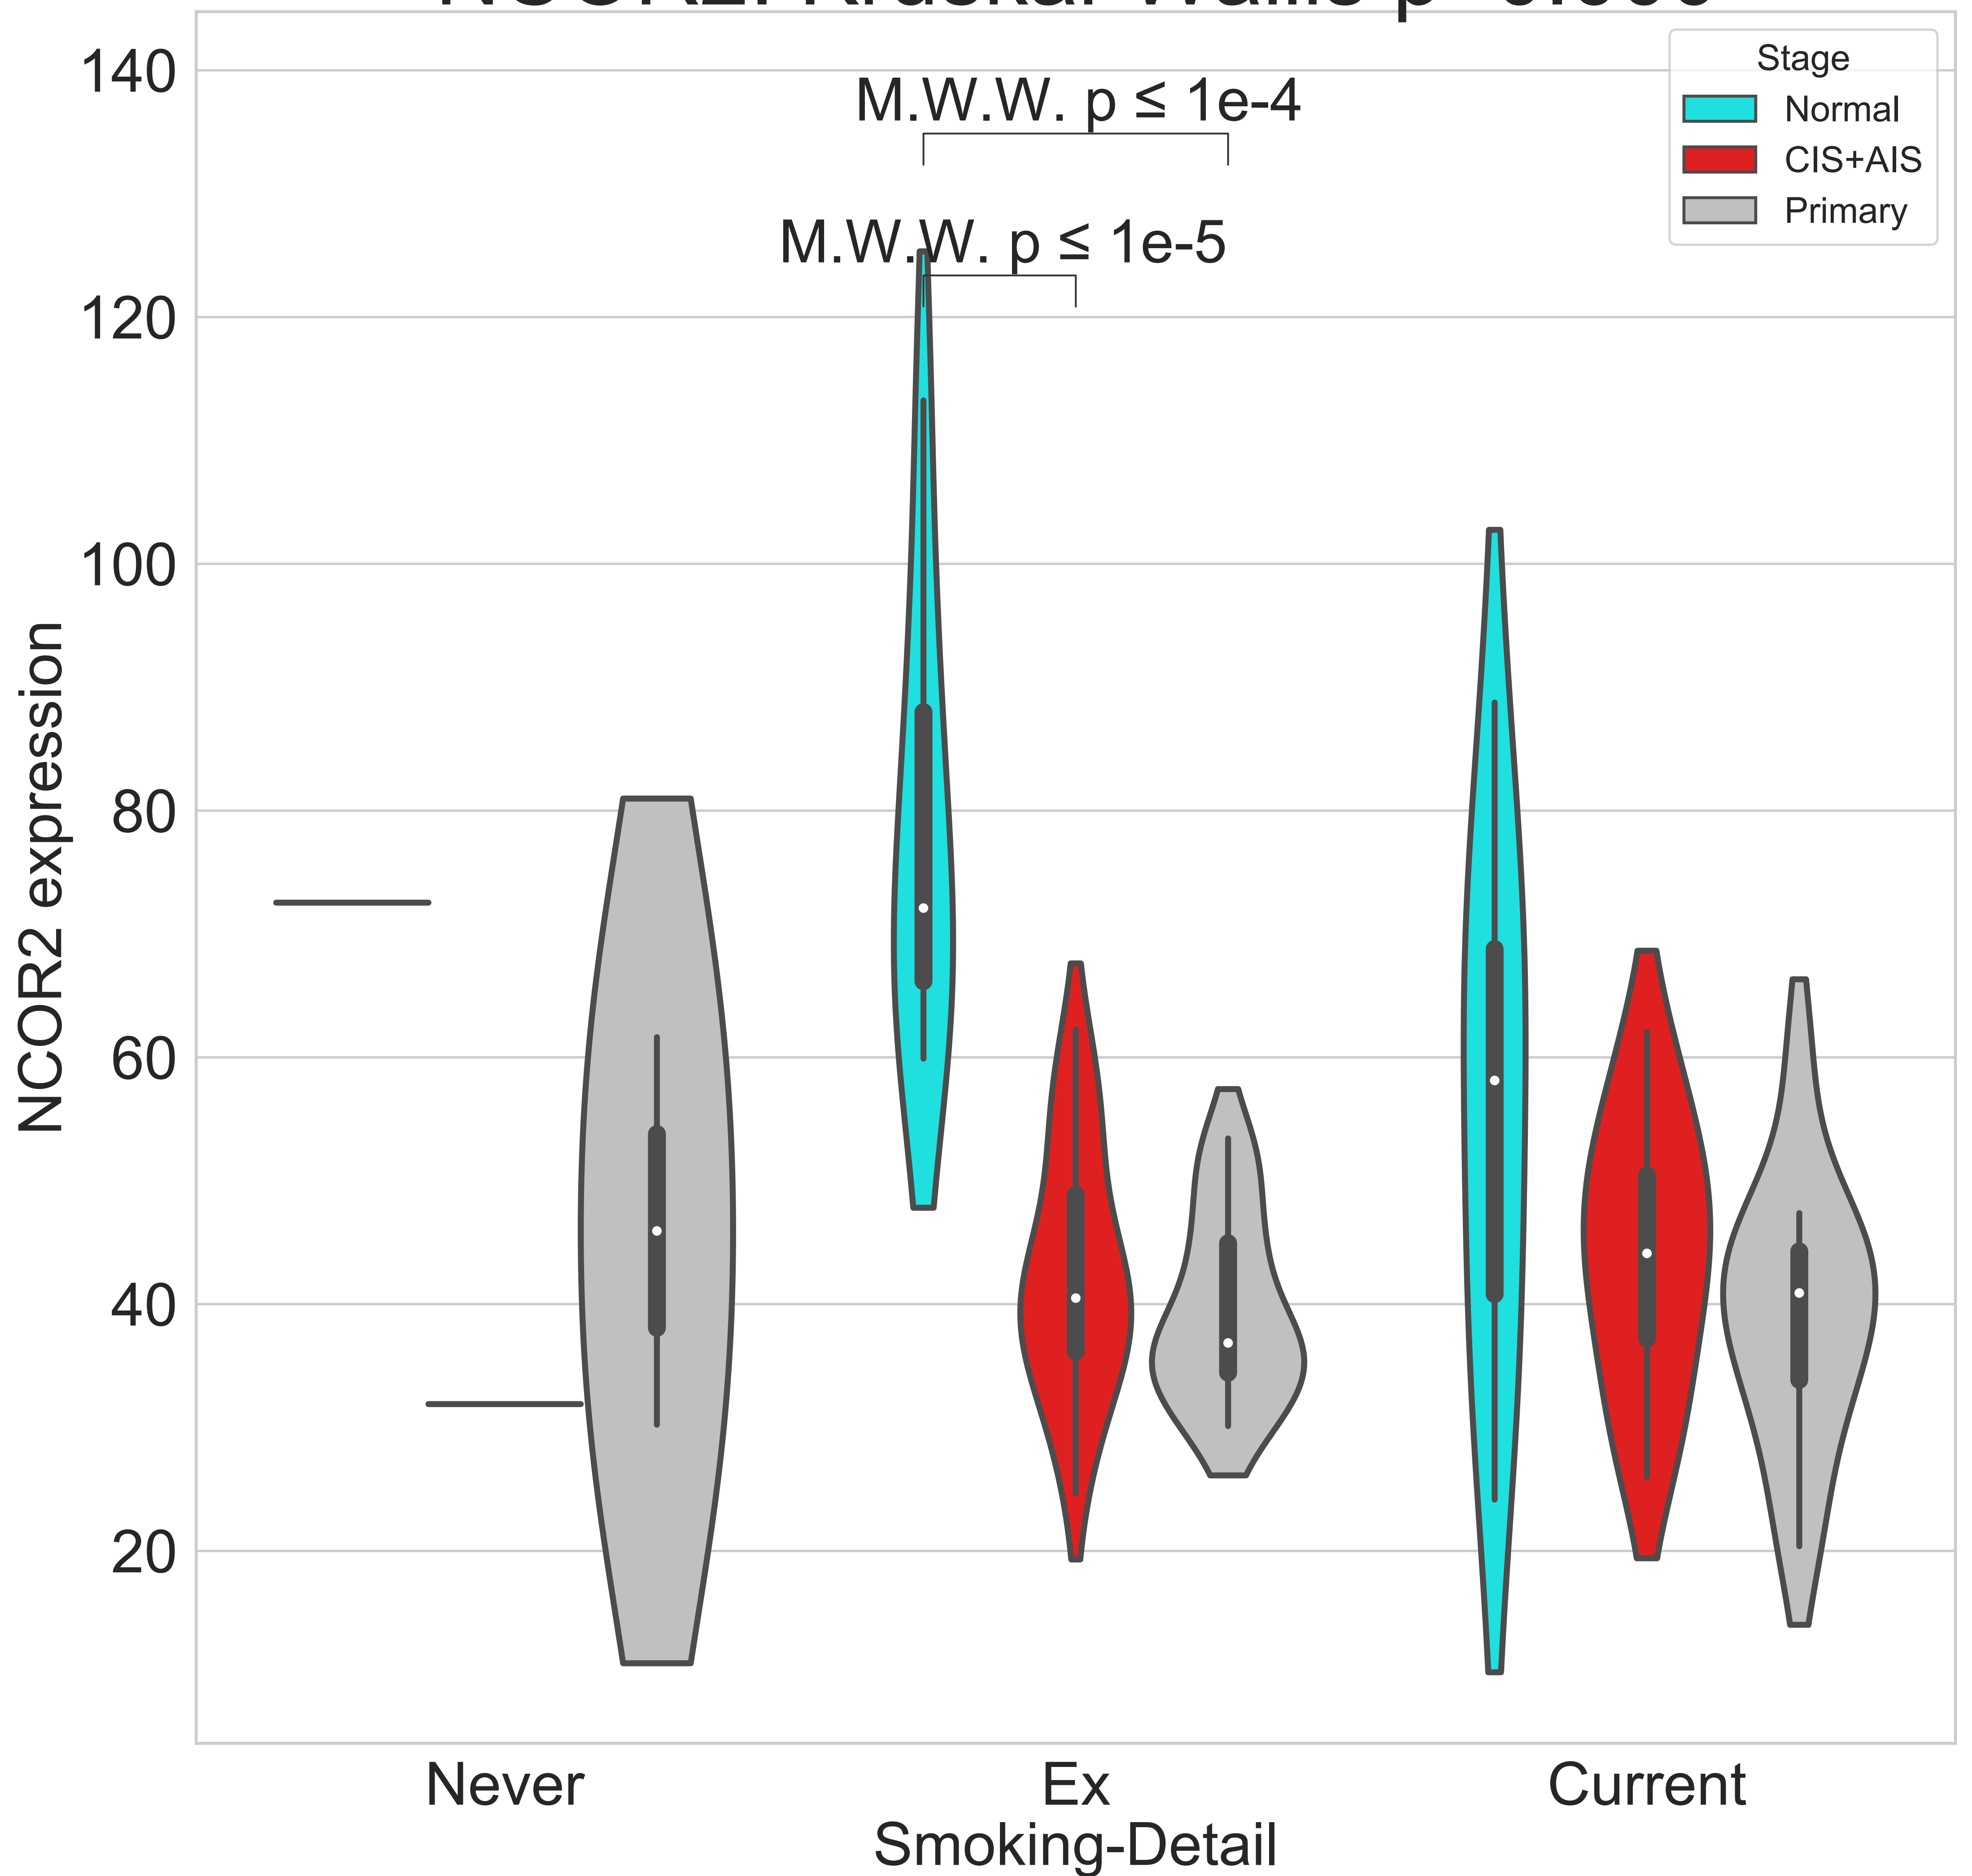 140
120
100
80
60
40
20
NCOR2 expression
M.W.W. p ≤ 1e-4
M.W.W. p ≤ 1e-5
Stage
Normal
CIS+AIS
Primary
Never
Ex
Current
Smoking-Detail